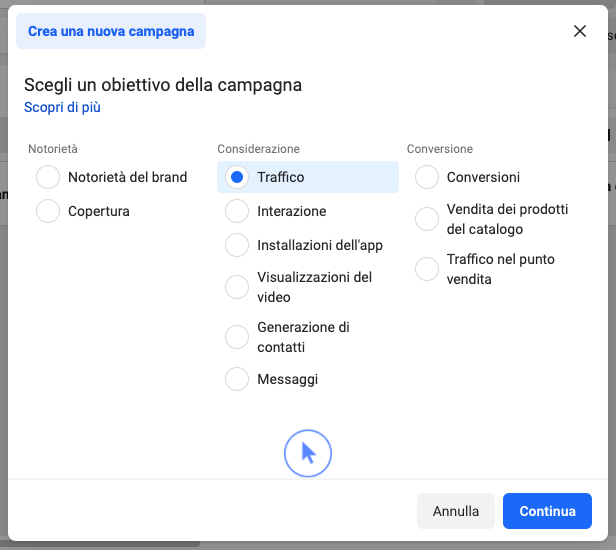 Crea una nuova campagna
Scegli un obiettivo della campagna
Scopri di più
Notorietà
Notorietà del brand
Copertura
Considerazione
Traffico
Interazione
Installazioni dell'app
Visualizzazioni del
video
Generazione di
contatti
Messaggi
Conversione
Conversioni
Vendita dei prodotti
del catalogo
Traffico nel punto
vendita
Annulla
Continua